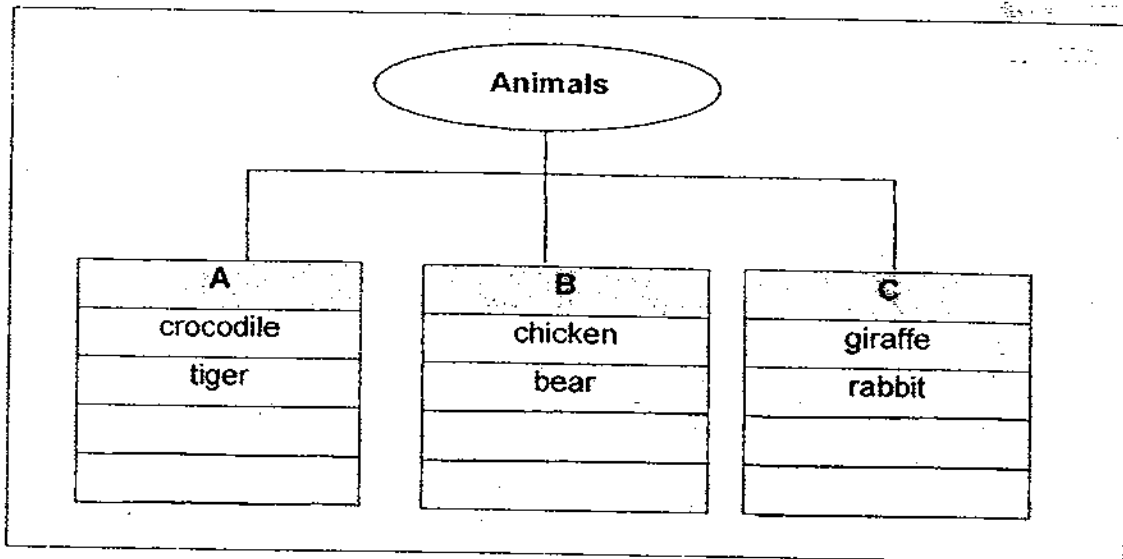 Animals
A
crocodile
tiger
B
chicken
bear
C
giraffe
rabbit